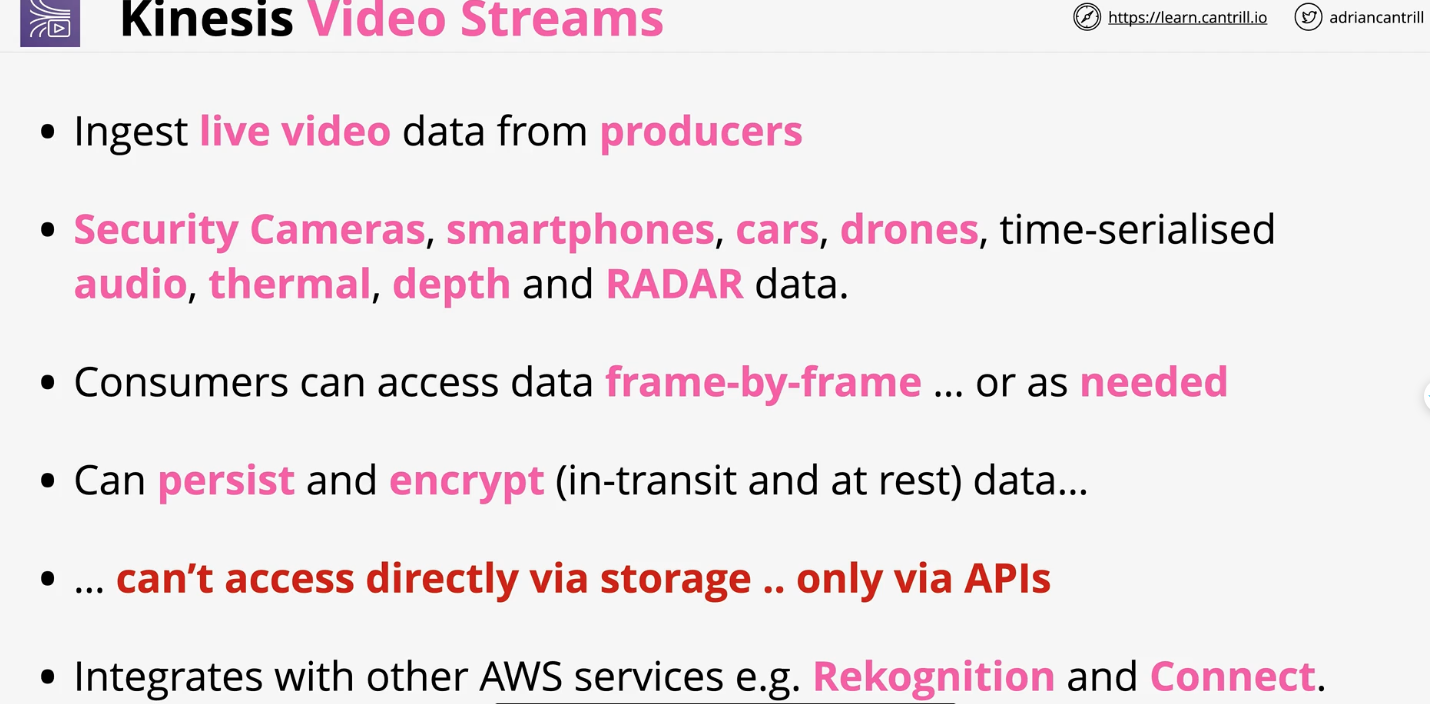 Kinesis Video Streams
https://learn.cantrill.io
adriancantrill
• Ingest live video data from producers
• Security Cameras, smartphones, cars, drones, time-serialised
audio, thermal, depth and RADAR data.
• Consumers can access data frame-by-frame ... or as needed
• Can persist and encrypt (in-transit and at rest) data...
• ... can’t access directly via storage .. only via APIs
• Integrates with other AWS services e.g. Rekognition and Connect.